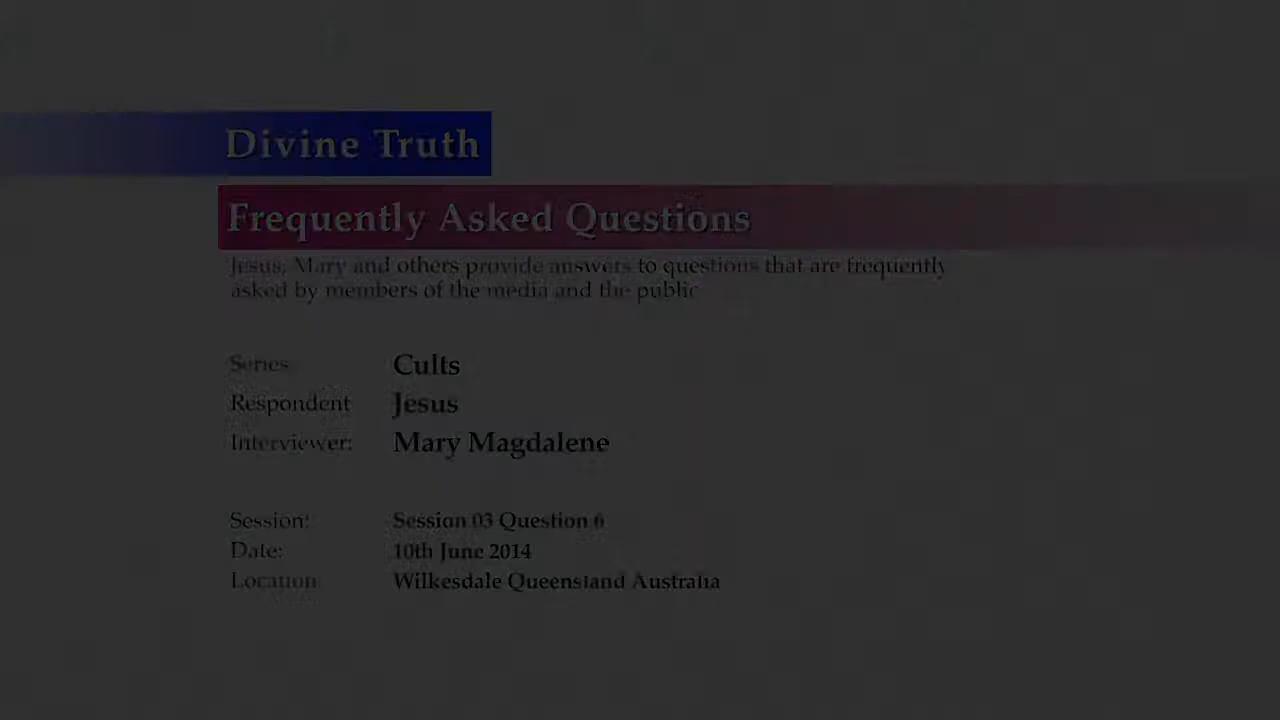 Divine Truth
Frequently Asked Questions
Jesus, Mary and others provide answers to questions that are frequently
asked by members of the media and the public
Series: Cults
Respondent Jesus
Interviewer: Mary Magdalene
Session: Session 03 Question 6
Date: 10th June 2014
Location Wilkesdale Queensland Australia